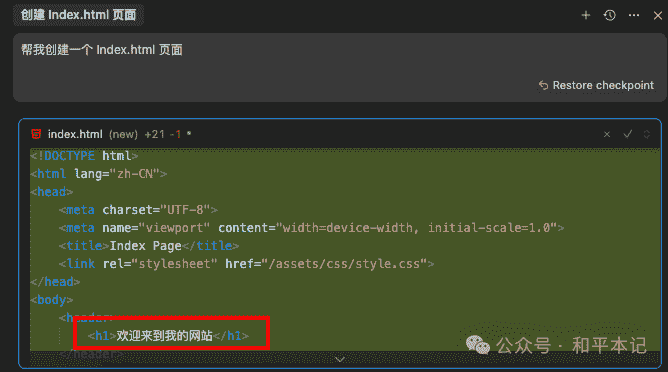 创建 Index.html 页面
帮我创建一个 Index.html 页面
Restore checkpoint
index.html (new) +21 -1 *
<!DOCTYPE html>
<html lang="zh-CN">
<head>
    <meta charset="UTF-8">
    <meta name="viewport" content="width=device-width, initial-scale=1.0">
    <title>Index Page</title>
    <link rel="stylesheet" href="/assets/css/style.css">
</head>
<body>
    <header>
        <h1>欢迎来到我的网站</h1>
    </header>
公众号 · 和平本记